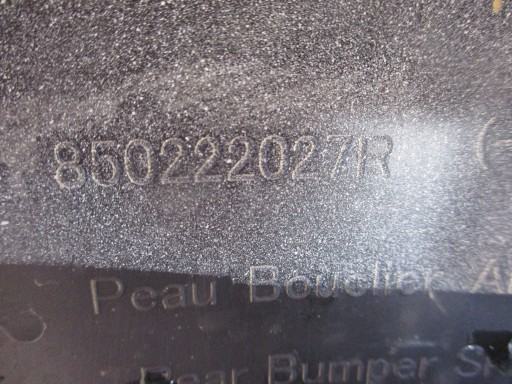 850222027R (-
Peau Bouclier A
Rear Bumper S